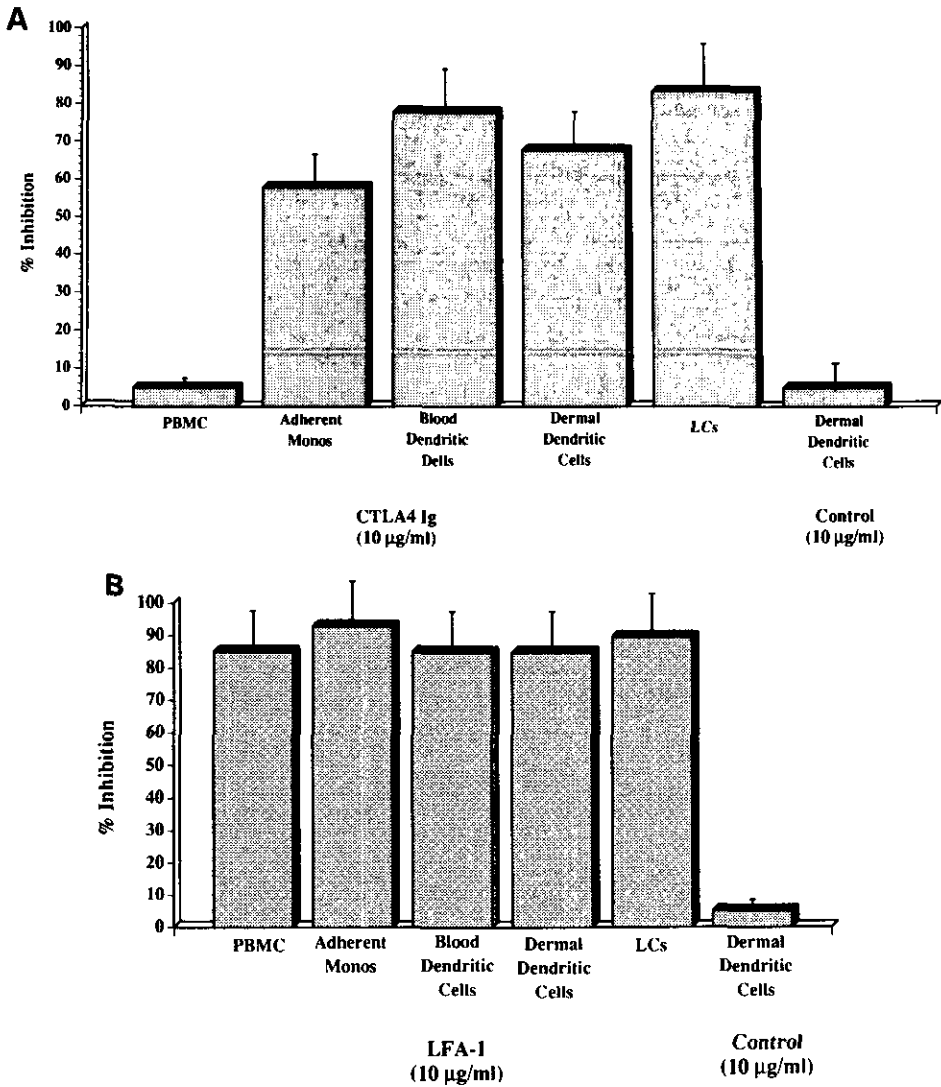 A
100
90
80
70
60
50
40
30
20
10
0
% Inhibition
PBMC
Adherent
Monos
Blood
Dendritic
Dells
Dermal
Dendritic
Cells
LCs
Dermal
Dendritic
Cells
CTLA4 Ig
(10 µg/ml)
Control
(10 µg/ml)
B
100
90
80
70
60
50
40
30
20
10
0
% Inhibition
PBMC
Adherent
Monos
Blood
Dendritic
Cells
Dermal
Dendritic
Cells
LCs
Dermal
Dendritic
Cells
LFA-1
(10 µg/ml)
Control
(10 µg/ml)